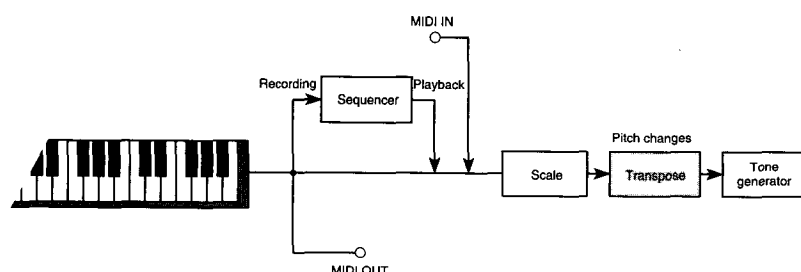 MIDI IN
Recording
Playback
Sequencer
Pitch changes
Scale
Transpose
Tone
generator
MIDI OUT